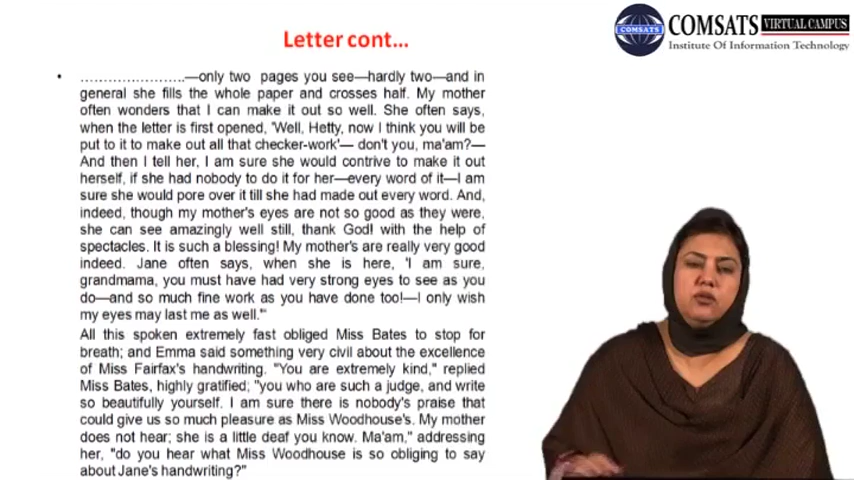 Letter cont...
COMSATS VIRTUAL CAMPUS
Institute Of Information Technology
COMSATS
• …………………..—only two pages you see—hardly two—and in
general she fills the whole paper and crosses half. My mother
often wonders that I can make it out so well. She often says,
when the letter is first opened, 'Well, Hetty, now I think you will be
put to it to make out all that checker-work'— don't you, ma'am?—
And then I tell her, I am sure she would contrive to make it out
herself, if she had nobody to do it for her—every word of it—I am
sure she would pore over it till she had made out every word. And,
indeed, though my mother's eyes are not so good as they were,
she can see amazingly well still, thank God! with the help of
spectacles. It is such a blessing! My mother's are really very good
indeed. Jane often says, when she is here, 'I am sure,
grandmama, you must have had very strong eyes to see as you
do—and so much fine work as you have done too!—I only wish
my eyes may last me as well.'"
All this spoken extremely fast obliged Miss Bates to stop for
breath; and Emma said something very civil about the excellence
of Miss Fairfax's handwriting. "You are extremely kind," replied
Miss Bates, highly gratified; "you who are such a judge, and write
so beautifully yourself. I am sure there is nobody's praise that
could give us so much pleasure as Miss Woodhouse's. My mother
does not hear; she is a little deaf you know. Ma'am," addressing
her, "do you hear what Miss Woodhouse is so obliging to say
about Jane's handwriting?"